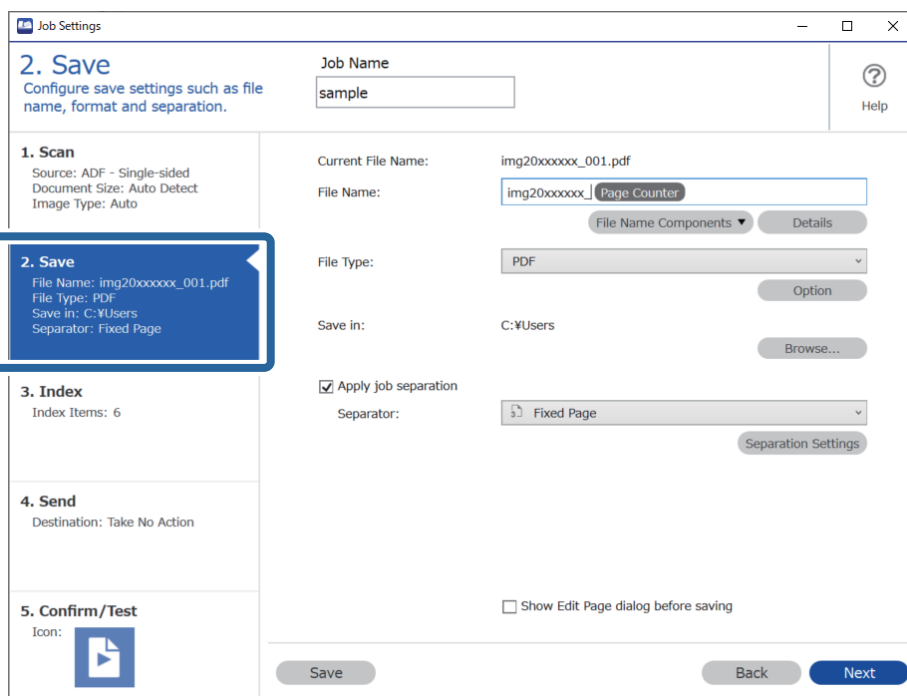 Job Settings
2. Save
Configure save settings such as file
name, format and separation.
Job Name
sample
Help
1. Scan
Source: ADF - Single-sided
Document Size: Auto Detect
Image Type: Auto
2. Save
File Name: img20xxxxxx_001.pdf
File Type: PDF
Save in: C:¥Users
Separator: Fixed Page
3. Index
Index Items: 6
4. Send
Destination: Take No Action
5. Confirm/Test
Icon:
Current File Name: img20xxxxxx_001.pdf
File Name: img20xxxxxx_ Page Counter
File Name Components ▼ Details
File Type: PDF
Option
Save in: C:¥Users
Browse...
Apply job separation
Separator: Fixed Page
Separation Settings
Show Edit Page dialog before saving
Save Back Next